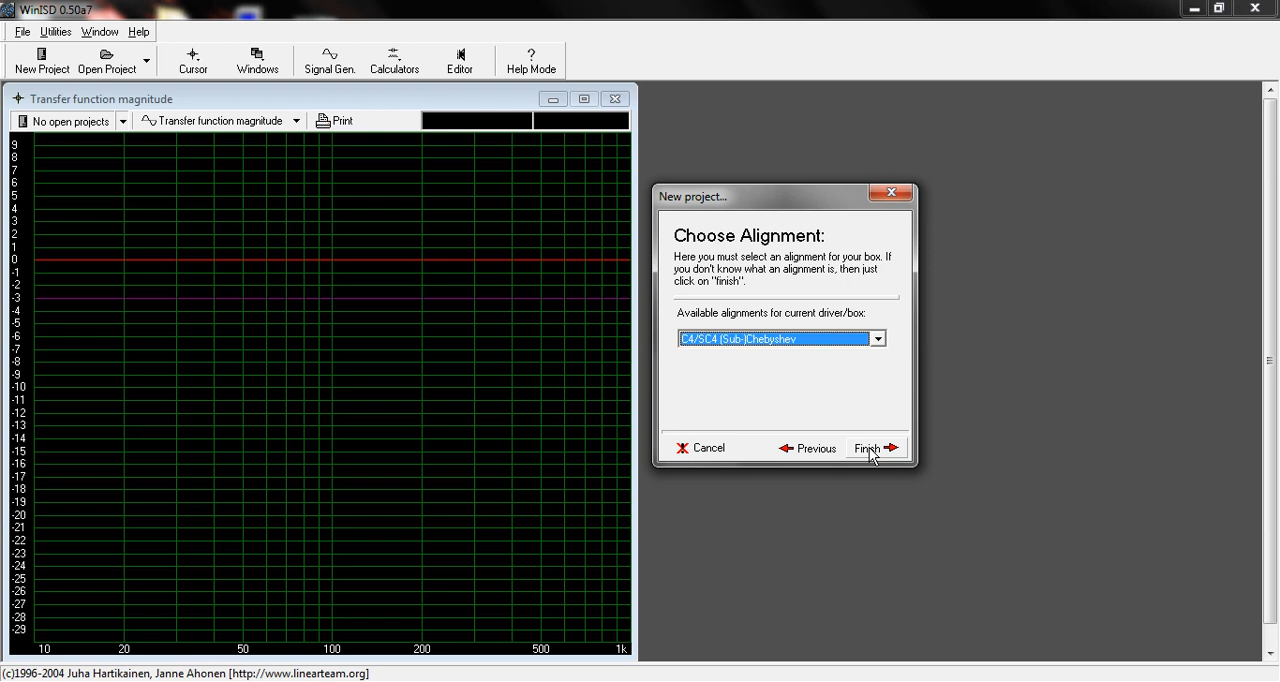 WinISD 0.50a7
File Utilities Window Help
New Project Open Project Cursor Windows Signal Gen. Calculators Editor Help Mode
Transfer function magnitude
No open projects Transfer function magnitude Print
9
8
7
6
5
4
3
2
1
0
-1
-2
-3
-4
-5
-6
-7
-8
-9
-10
-11
-12
-13
-14
-15
-16
-17
-18
-19
-20
-21
-22
-23
-24
-25
-26
-27
-28
-29
10 20 50 100 200 500 1k
New project...
Choose Alignment:
Here you must select an alignment for your box. If
you don't know what an alignment is, then just
click on "finish".
Available alignments for current driver/box:
C4/SC4 (Sub-)Chebyshev
Cancel Previous Finish
(c)1996-2004 Juha Hartikainen, Janne Ahonen [http://www.linearteam.org]